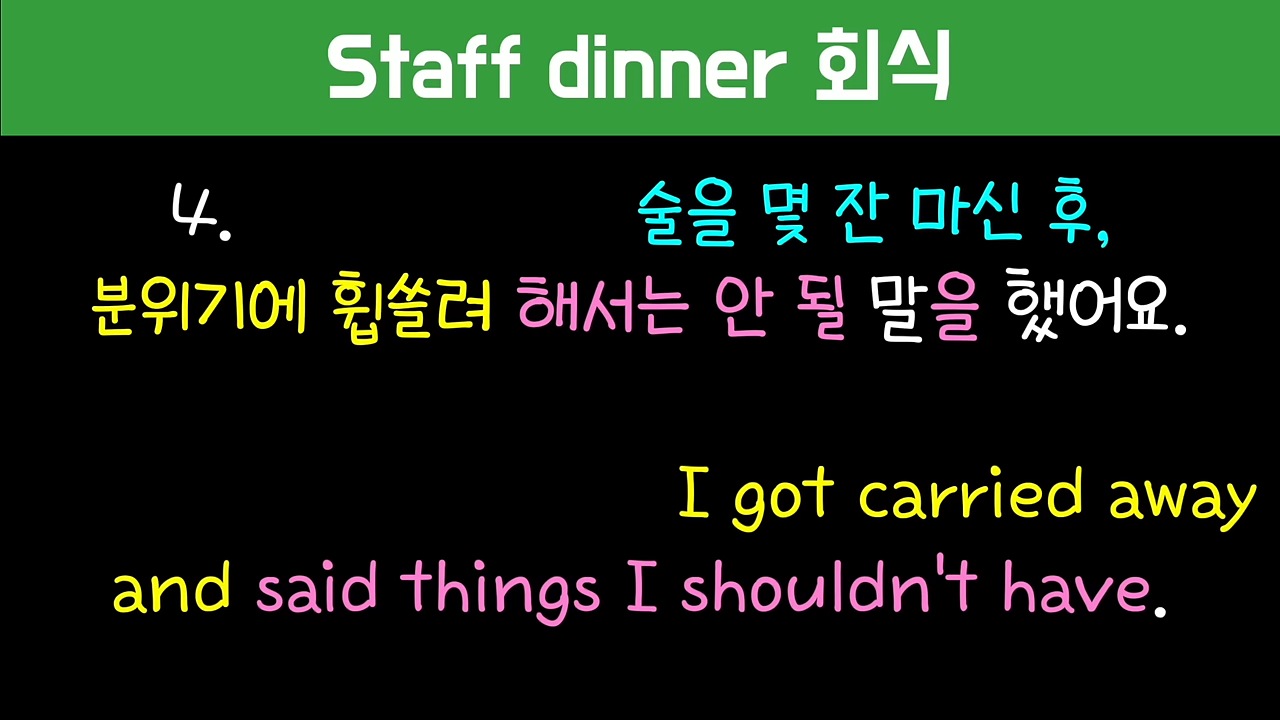 Staff dinner 회식
4. 술을 몇 잔 마신 후,
분위기에 휩쓸려 해서는 안 될 말을 했어요.
I got carried away
and said things I shouldn't have.